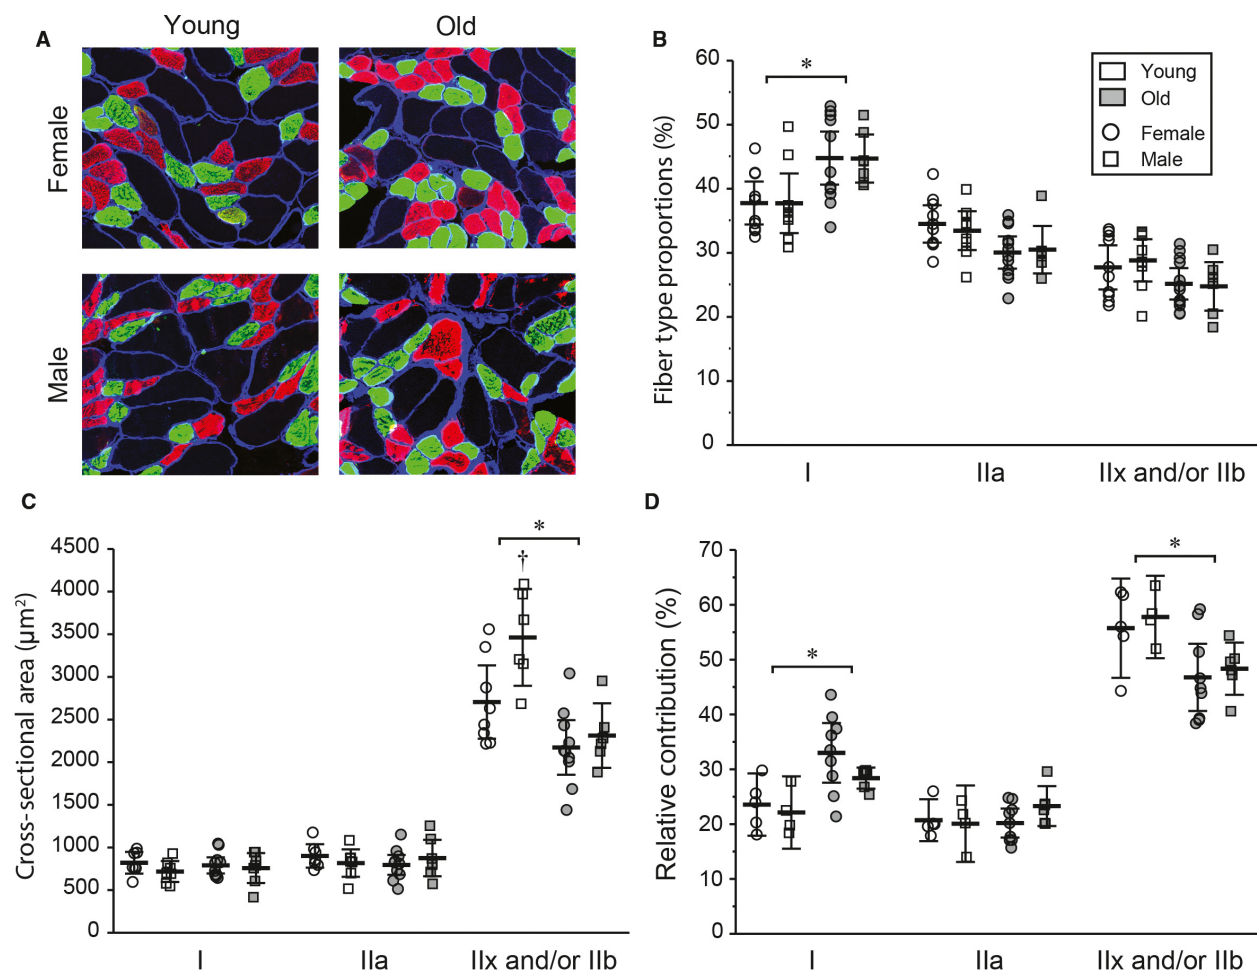 A
Young
Old
Female
Male
B
Fiber type proportions (%)
60
50
40
30
20
10
0
*
Young
Old
Female
Male
I
IIa
IIx and/or IIb
C
Cross-sectional area (μm²)
4500
4000
3500
3000
2500
2000
1500
1000
500
0
*
†
I
IIa
IIx and/or IIb
D
Relative contribution (%)
70
60
50
40
30
20
10
0
*
*
I
IIa
IIx and/or IIb